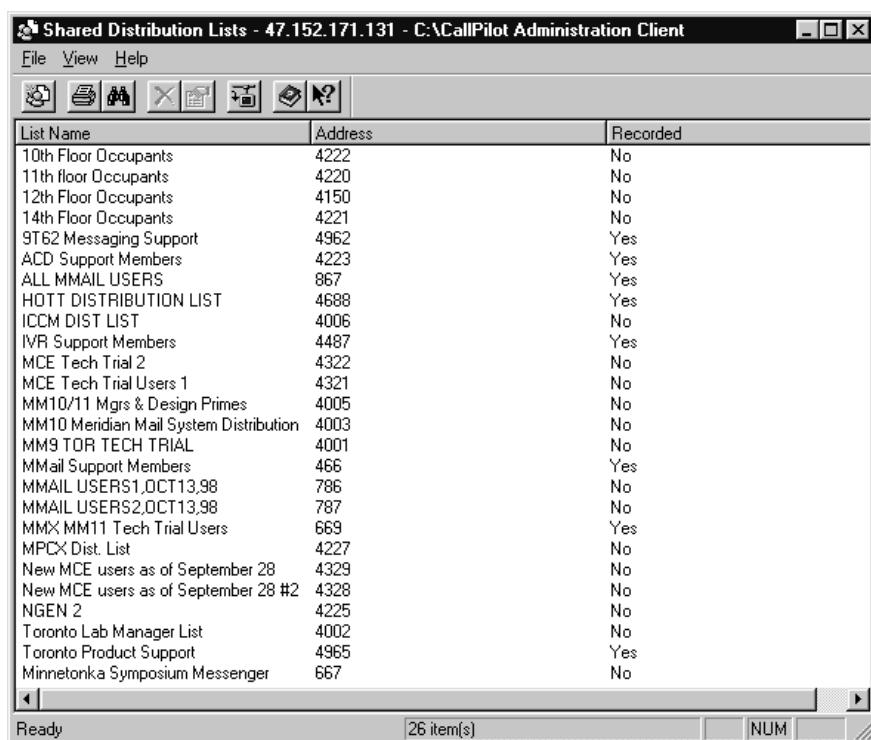 Shared Distribution Lists - 47.152.171.131 - C:\CallPilot Administration Client
File View Help
List Name Address Recorded
10th Floor Occupants 4222 No
11th floor Occupants 4220 No
12th Floor Occupants 4150 No
14th Floor Occupants 4221 No
9T62 Messaging Support 4962 Yes
ACD Support Members 4223 Yes
ALL MMAIL USERS 867 Yes
HOTT DISTRIBUTION LIST 4688 Yes
ICCM DIST LIST 4006 No
IVR Support Members 4487 Yes
MCE Tech Trial 2 4322 No
MCE Tech Trial Users 1 4321 No
MM10/11 Mgrs & Design Primes 4005 No
MM10 Meridian Mail System Distribution 4003 No
MM9 TOR TECH TRIAL 4001 No
MMail Support Members 466 Yes
MMAIL USERS1,OCT13,98 786 No
MMAIL USERS2,OCT13,98 787 No
MMX MM11 Tech Trial Users 669 Yes
MPCX Dist. List 4227 No
New MCE users as of September 28 4329 No
New MCE users as of September 28 #2 4328 No
NGEN 2 4225 No
Toronto Lab Manager List 4002 No
Toronto Product Support 4965 Yes
Minnetonka Symposium Messenger 667 No
Ready 26 item(s) NUM